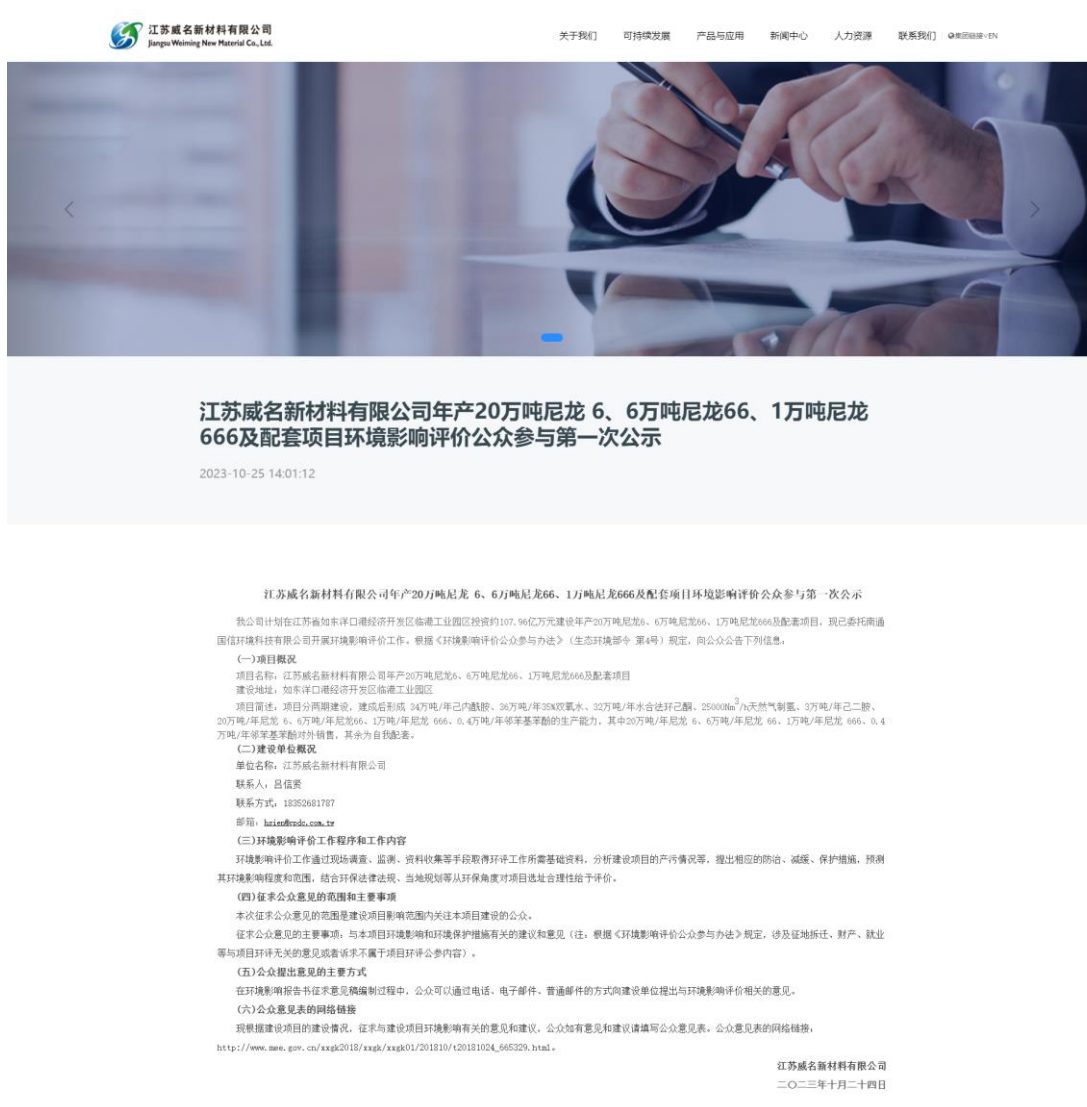 江苏威名新材料有限公司
Jiangsu Weiming New Material Co., Ltd.
关于我们 可持续发展 产品与应用 新闻中心 人力资源 联系我们 集团链接 EN
江苏威名新材料有限公司年产20万吨尼龙 6、6万吨尼龙66、1万吨尼龙
666及配套项目环境影响评价公众参与第一次公示
2023-10-25 14:01:12
江苏威名新材料有限公司年产20万吨尼龙 6、6万吨尼龙66、1万吨尼龙666及配套项目环境影响评价公众参与第一次公示
我公司计划在江苏省如东洋口港经济开发区临港工业园区投资约107.96亿万元建设年产20万吨尼龙6、6万吨尼龙66、1万吨尼龙666及配套项目，现已委托南通
国信环境科技有限公司开展环境影响评价工作。根据《环境影响评价公众参与办法》（生态环境部令 第4号）规定，向公众公告下列信息：
(一)项目概况
项目名称：江苏威名新材料有限公司年产20万吨尼龙6、6万吨尼龙66、1万吨尼龙666及配套项目
建设地址：如东洋口港经济开发区临港工业园区
项目简述：项目分两期建设，建成后形成 34万吨/年己内酰胺、36万吨/年35%双氧水、32万吨/年水合法环己酮、25000Nm3/h天然气制氢、3万吨/年己二胺、
20万吨/年尼龙 6、6万吨/年尼龙66、1万吨/年尼龙 666、0.4万吨/年邻苯基苯酚的生产能力，其中20万吨/年尼龙 6、6万吨/年尼龙 66、1万吨/年尼龙 666、0.4
万吨/年邻苯基苯酚对外销售，其余为自我配套。
(二)建设单位概况
单位名称：江苏威名新材料有限公司
联系人：吕信贤
联系方式：18352681787
邮箱：hsien@cpdc.com.tw
(三)环境影响评价工作程序和工作内容
环境影响评价工作通过现场调查、监测、资料收集等手段取得环评工作所需基础资料，分析建设项目的产污情况等，提出相应的防治、减缓、保护措施，预测
其环境影响程度和范围，结合环保法律法规、当地规划等从环保角度对项目选址合理性给予评价。
(四)征求公众意见的范围和主要事项
本次征求公众意见的范围是建设项目影响范围内关注本项目建设的公众。
征求公众意见的主要事项：与本项目环境影响和环境保护措施有关的建议和意见（注：根据《环境影响评价公众参与办法》规定，涉及征地拆迁、财产、就业
等与项目环评无关的意见或者诉求不属于项目环评公参内容）。
(五)公众提出意见的主要方式
在环境影响报告书征求意见稿编制过程中，公众可以通过电话、电子邮件、普通邮件的方式向建设单位提出与环境影响评价相关的意见。
(六)公众意见表的网络链接
现根据建设项目的建设情况，征求与建设项目环境影响有关的意见和建议，公众如有意见和建议请填写公众意见表。公众意见表的网络链接：
http://www.mee.gov.cn/xxgk2018/xxgk/xxgk01/201810/t20181024_665329.html。
江苏威名新材料有限公司
二〇二三年十月二十四日